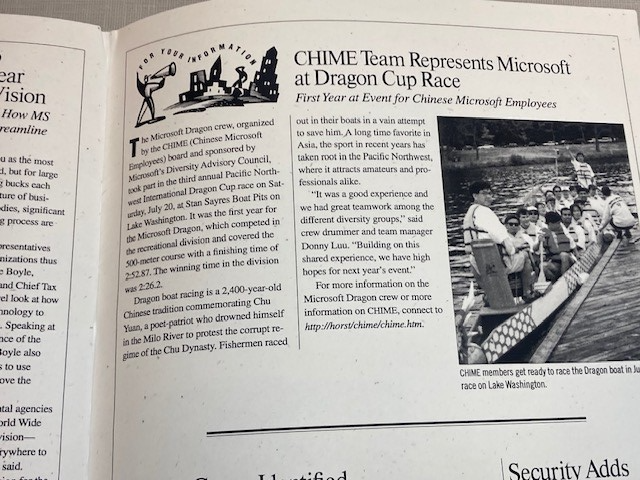 ear
Vision
How MS
reamline
u as the most
d, but for large
g bucks each
ture of busi-
dies, significant
g process are
presentatives
nizations thus
e Boyle,
and Chief Tax
el look at how
hnology to
. Speaking at
nce of the
Boyle also
s to use
ove the
ntal agencies
orld Wide
vision—
rywhere to
said.
FOR YOUR INFORMATION
CHIME Team Represents Microsoft
at Dragon Cup Race
First Year at Event for Chinese Microsoft Employees
The Microsoft Dragon crew, organized
by the CHIME (Chinese Microsoft
Employees) board and sponsored by
Microsoft's Diversity Advisory Council,
took part in the third annual Pacific North-
west International Dragon Cup race on Sat-
urday, July 20, at Stan Sayres Boat Pits on
Lake Washington. It was the first year for
the Microsoft Dragon, which competed in
the recreational division and covered the
500-meter course with a finishing time of
2:52.87. The winning time in the division
was 2:26.2.
Dragon boat racing is a 2,400-year-old
Chinese tradition commemorating Chu
Yuan, a poet-patriot who drowned himself
in the Milo River to protest the corrupt re-
gime of the Chu Dynasty. Fishermen raced
out in their boats in a vain attempt
to save him. A long time favorite in
Asia, the sport in recent years has
taken root in the Pacific Northwest,
where it attracts amateurs and pro-
fessionals alike.
"It was a good experience and
we had great teamwork among the
different diversity groups," said
crew drummer and team manager
Donny Luu. "Building on this
shared experience, we have high
hopes for next year's event."
For more information on the
Microsoft Dragon crew or more
information on CHIME, connect to
http://horst/chime/chime.htm.
CHIME members get ready to race the Dragon boat in Ju
race on Lake Washington.
Identified
Security Adds